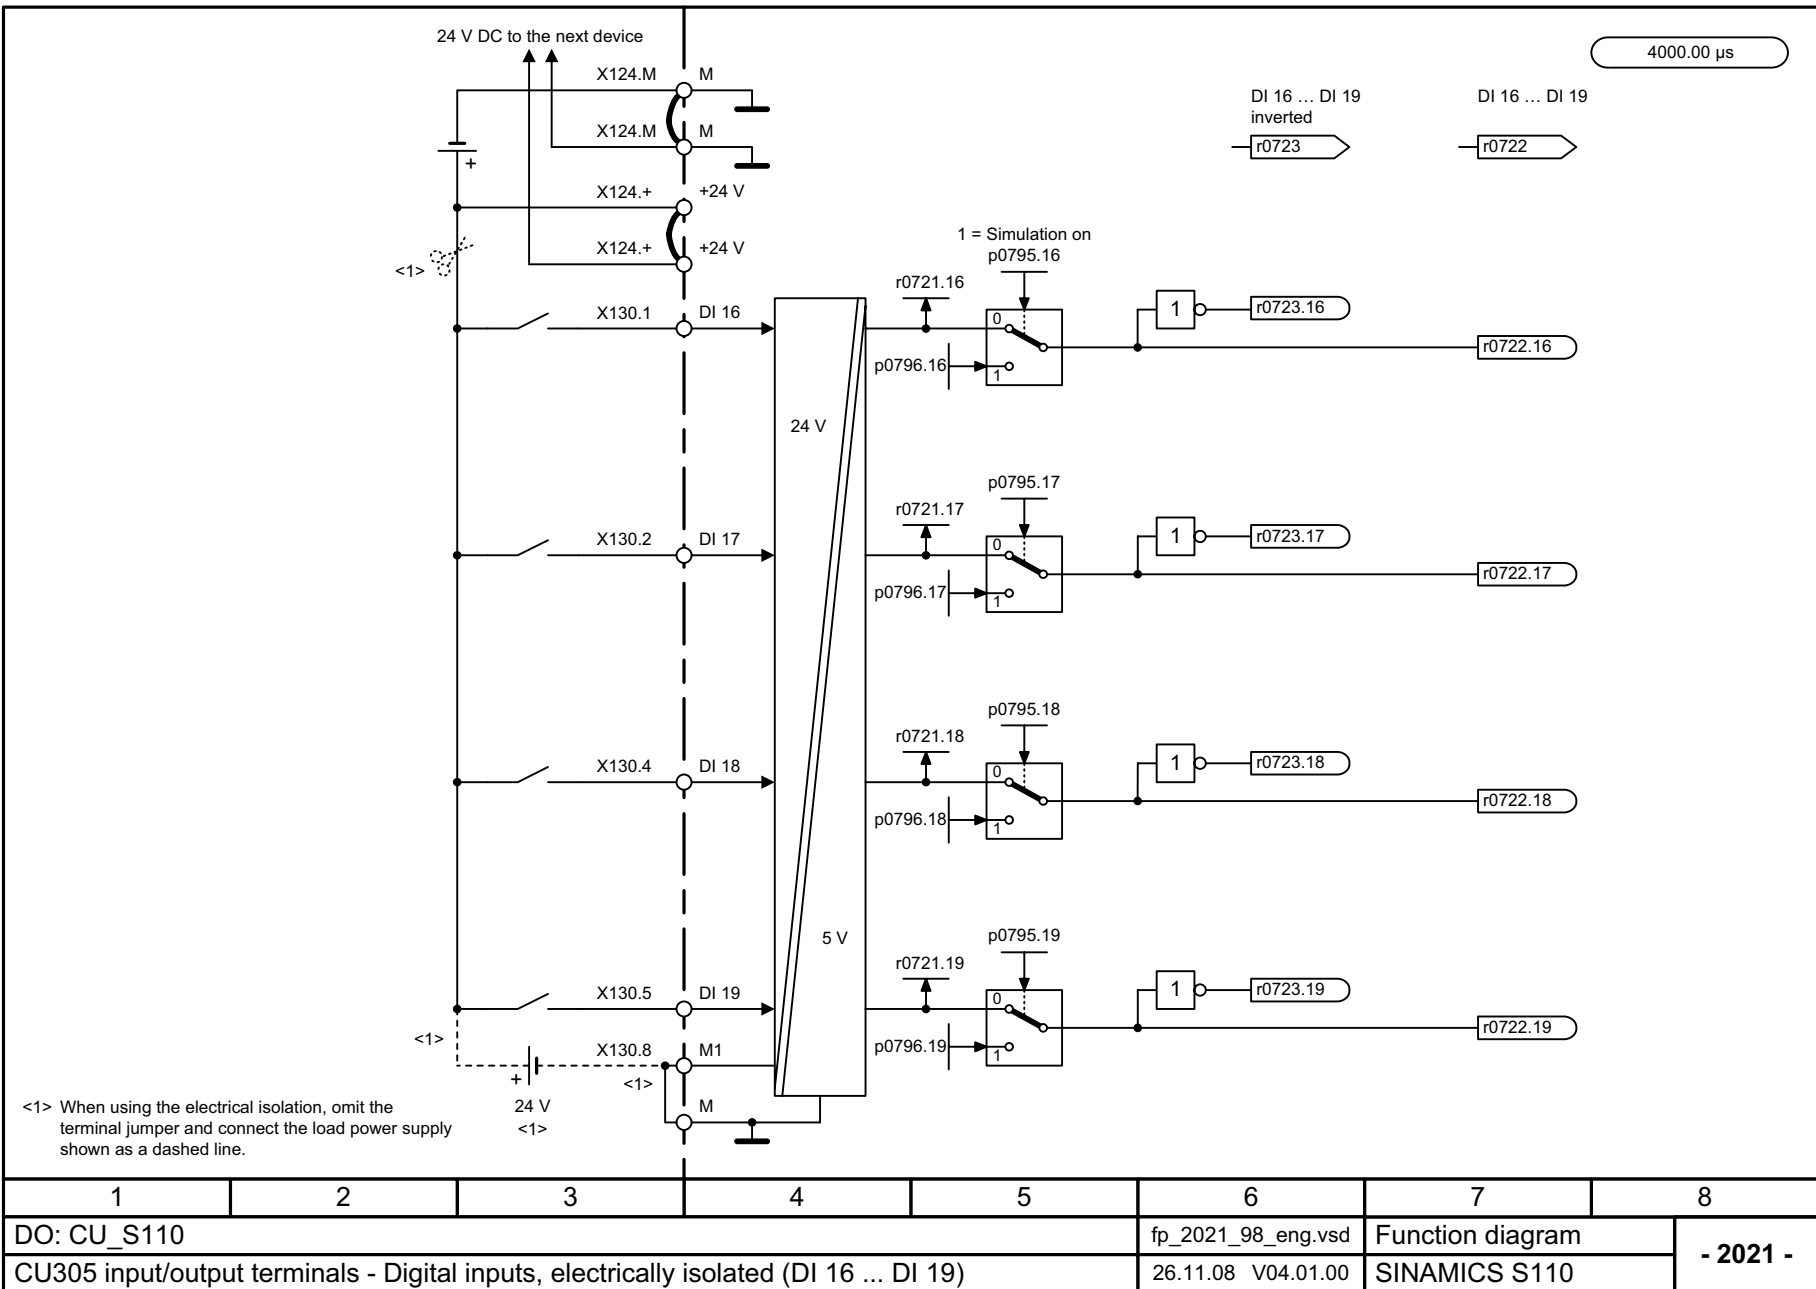 24 V DC to the next device
4000.00 µs
X124.M
M
DI 16 … DI 19
inverted
DI 16 … DI 19
X124.M
M
r0723
r0722
+
X124.+
+24 V
X124.+
+24 V
<1>
1 = Simulation on
p0795.16
r0721.16
X130.1
DI 16
0
1
r0723.16
r0722.16
p0796.16
1
24 V
p0795.17
r0721.17
X130.2
DI 17
0
1
r0723.17
r0722.17
p0796.17
1
p0795.18
r0721.18
X130.4
DI 18
0
1
r0723.18
r0722.18
p0796.18
1
5 V
p0795.19
r0721.19
X130.5
DI 19
0
1
r0723.19
r0722.19
<1>
X130.8
M1
p0796.19
1
+
<1>
24 V
<1>
M
<1> When using the electrical isolation, omit the
terminal jumper and connect the load power supply
shown as a dashed line.
1 2 3 4 5 6 7 8
DO: CU_S110
fp_2021_98_eng.vsd
Function diagram
- 2021 -
CU305 input/output terminals - Digital inputs, electrically isolated (DI 16 ... DI 19)
26.11.08 V04.01.00
SINAMICS S110